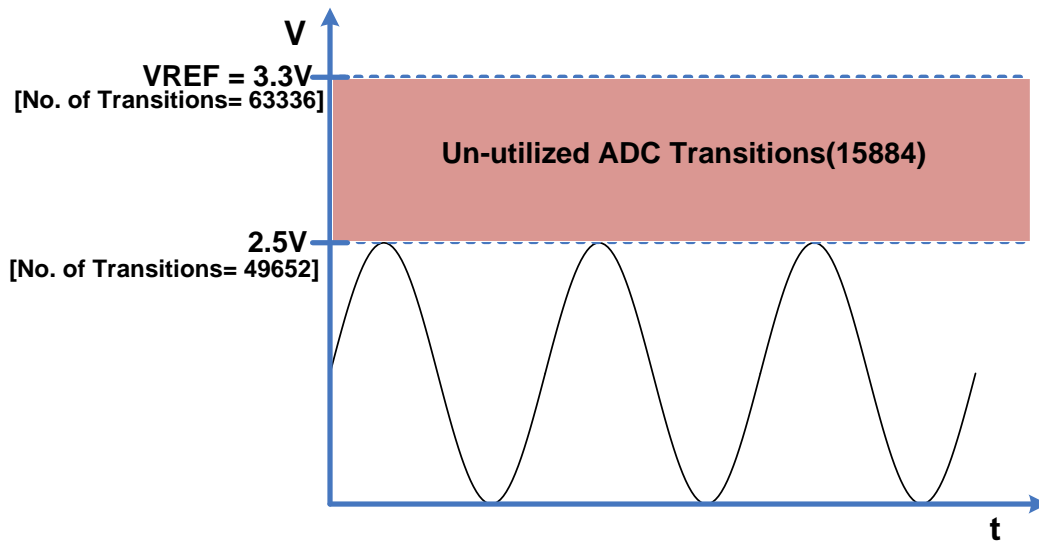 V
VREF = 3.3V
[No. of Transitions= 63336]
Un-utilized ADC Transitions(15884)
2.5V
[No. of Transitions= 49652]
t